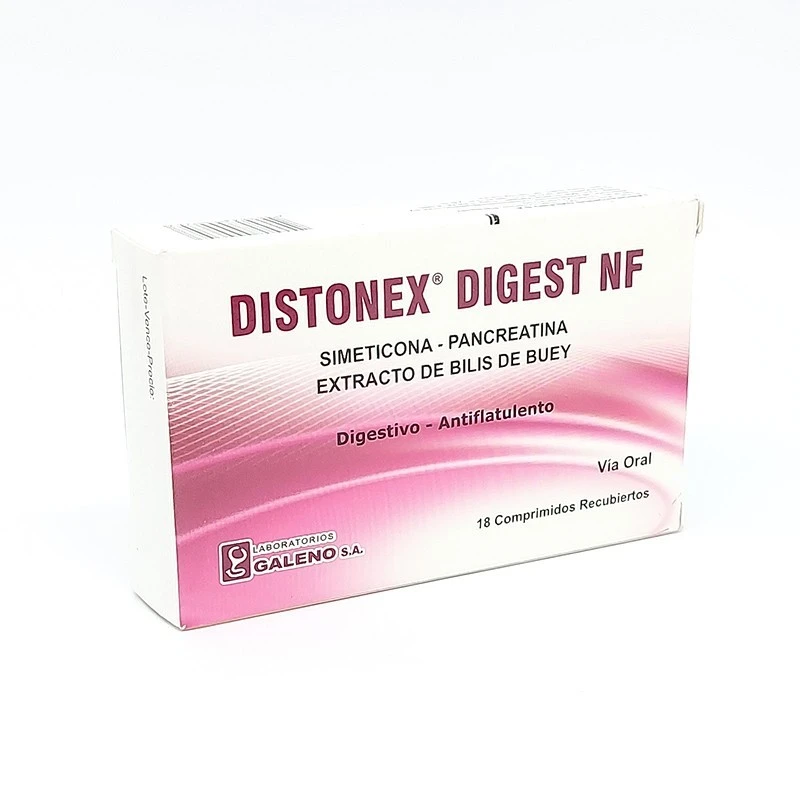 DISTONEX® DIGEST NF
SIMETICONA - PANCREATINA
EXTRACTO DE BILIS DE BUEY
Digestivo - Antiflatulento
Vía Oral
18 Comprimidos Recubiertos
LABORATORIOS
GALENO S.A.
Lote-Vence-Precio: